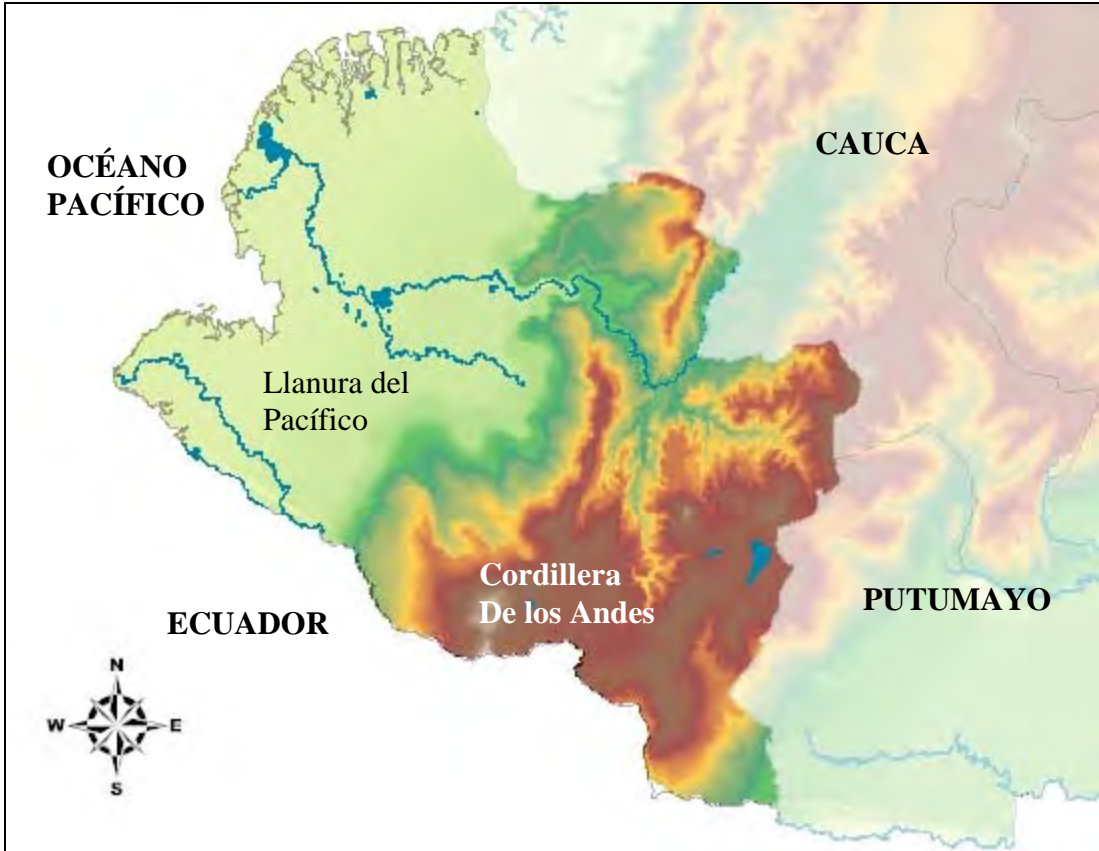 OCÉANO
PACÍFICO
CAUCA
Llanura del
Pacífico
Cordillera
De los Andes
PUTUMAYO
ECUADOR
N
W E
S